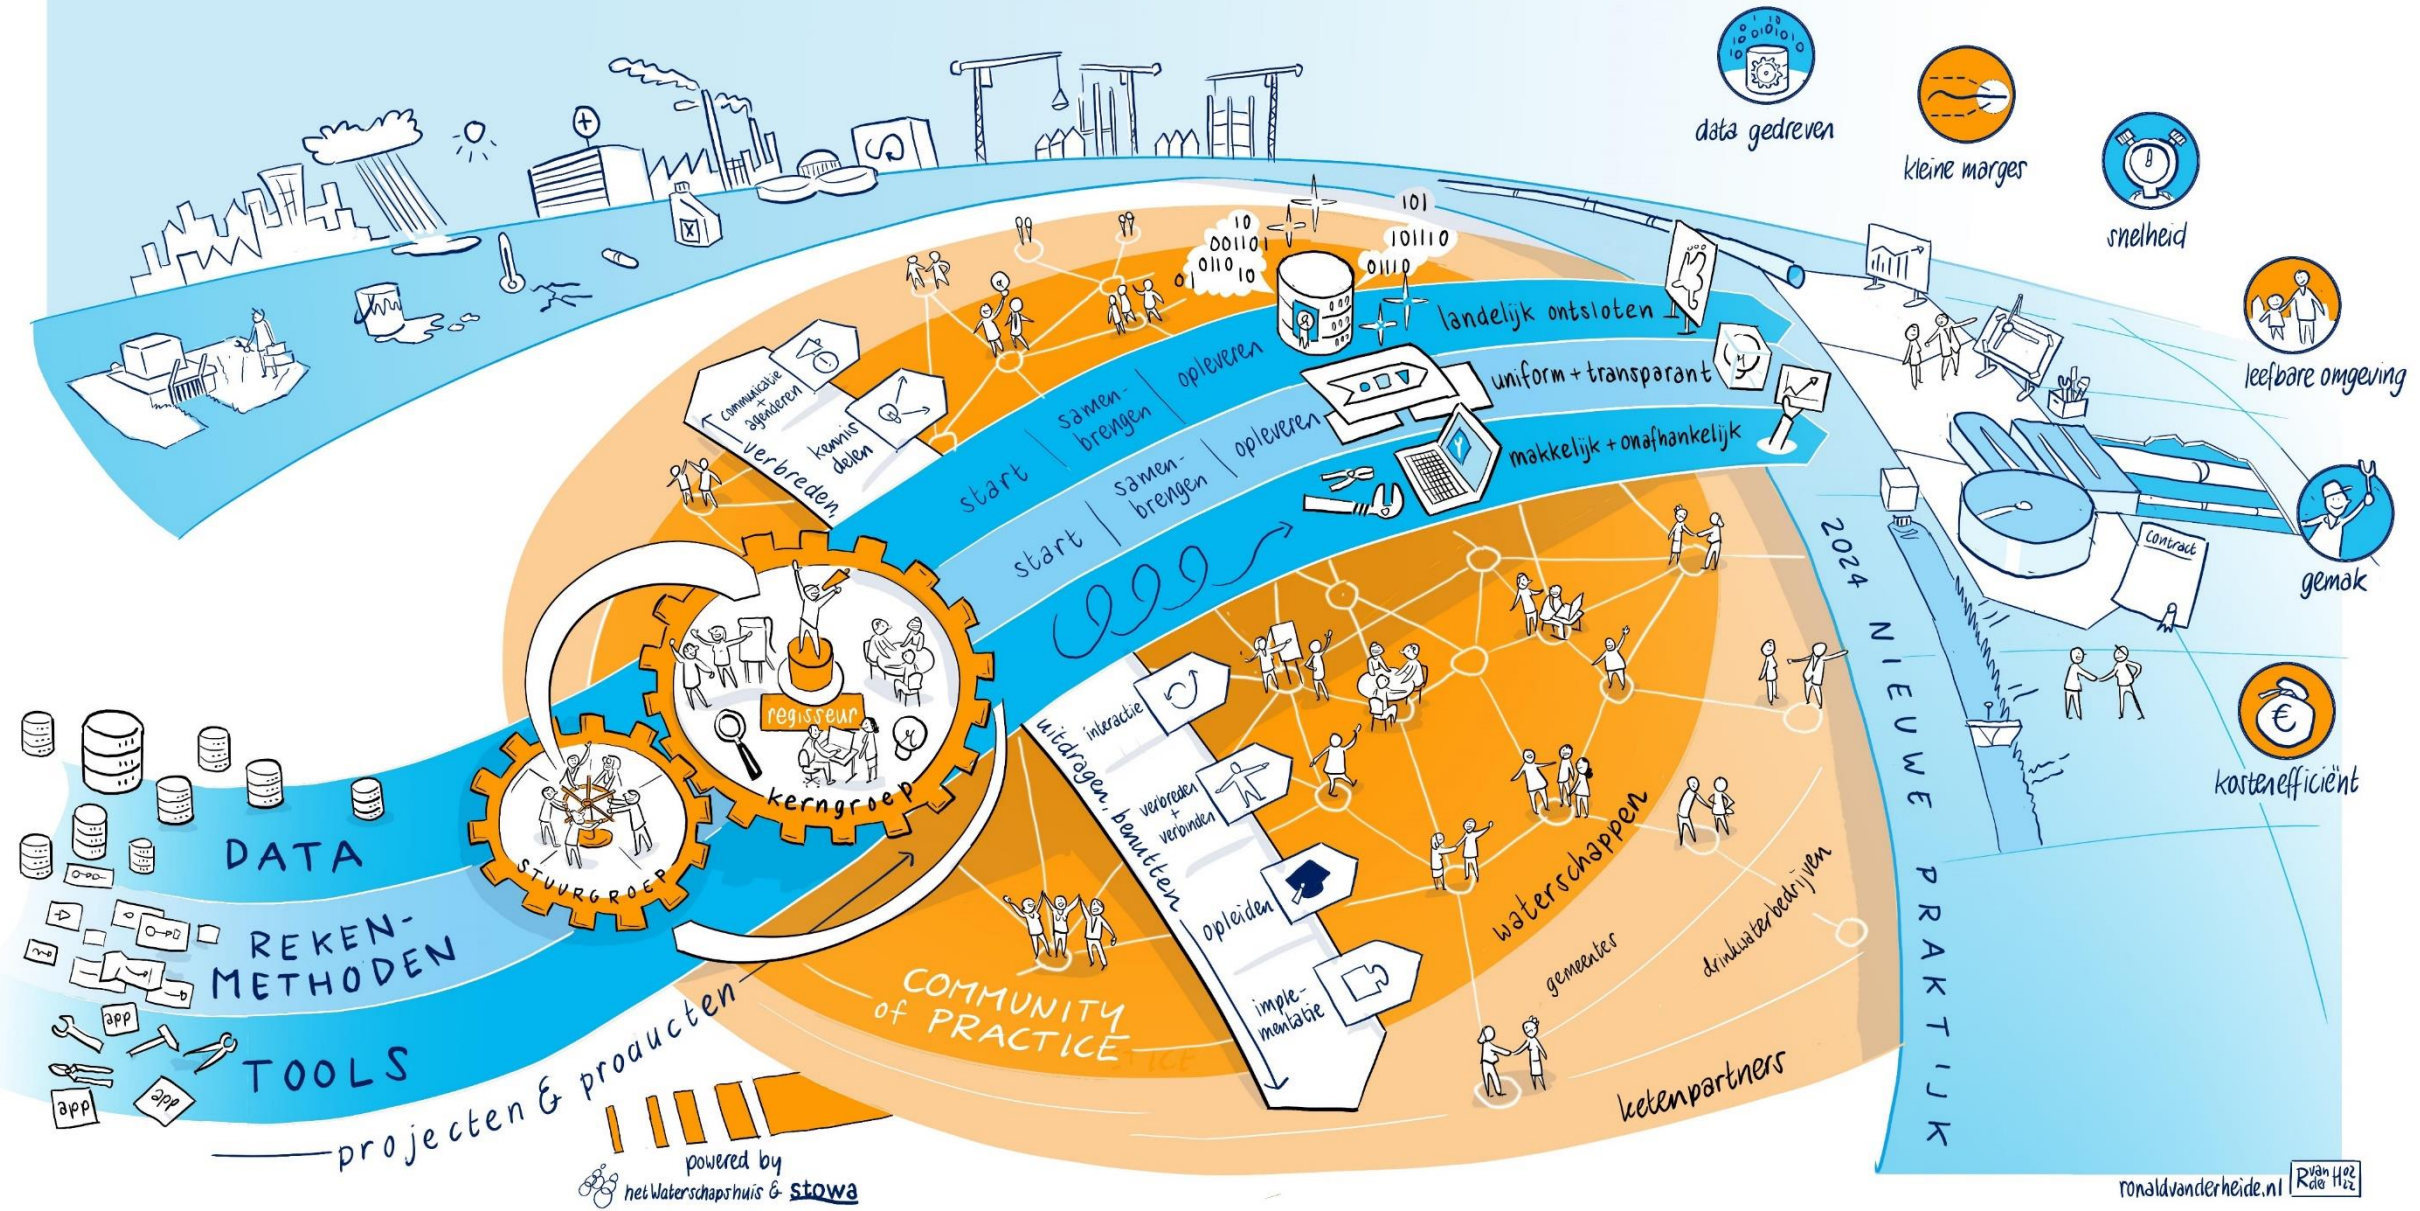 data gedreven
kleine marges
snelheid
leefbare omgeving
gemak
kostenefficiënt
101
10
001101
0110 10
0
101110
01110
communicatie
+
agenderen
kennis
delen
verbreden,
start
samen-
brengen
opleveren
landelijk ontsloten
start
samen-
brengen
opleveren
uniform + transparant
makkelijk + onafhankelijk
regisseur
kerngroep
STUURGROEP
DATA
REKEN-
METHODEN
TOOLS
app
app
app
projecten & producten
COMMUNITY
of PRACTICE
uitdragen, benutten
interactie
verbreden
+
verbinden
opleiden
imple-
mentatie
waterschappen
gemeenten
drinkwaterbedrijven
ketenpartners
2024 NIEUWE PRAKTIJK
Contract
powered by
het Waterschapshuis & stowa
ronaldvanderheide.nl